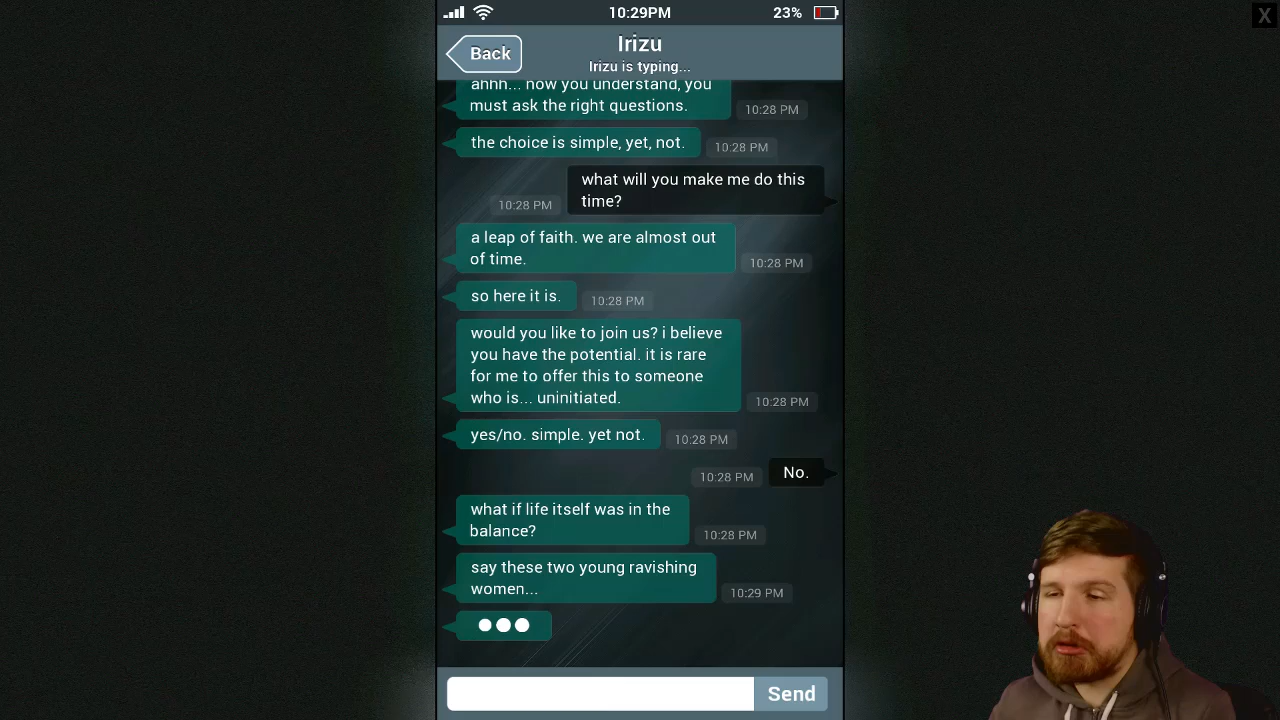 10:29PM
23%
X
Back
Irizu
Irizu is typing...
ahhh... now you understand, you
must ask the right questions.
10:28 PM
the choice is simple, yet, not.
10:28 PM
what will you make me do this
time?
10:28 PM
a leap of faith. we are almost out
of time.
10:28 PM
so here it is.
10:28 PM
would you like to join us? i believe
you have the potential. it is rare
for me to offer this to someone
who is... uninitiated.
10:28 PM
yes/no. simple. yet not.
10:28 PM
No.
10:28 PM
what if life itself was in the
balance?
10:28 PM
say these two young ravishing
women...
10:29 PM
Send